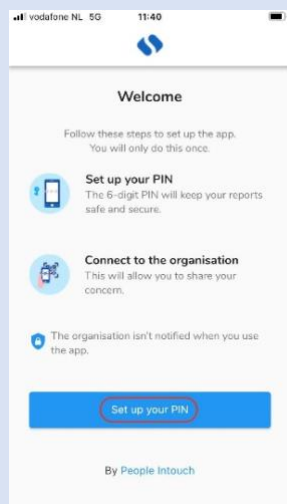 vodafone NL 5G 11:40
Welcome
Follow these steps to set up the app.
You will only do this once.
Set up your PIN
The 6-digit PIN will keep your reports
safe and secure.
Connect to the organisation
This will allow you to share your
concern.
The organisation isn't notified when you use
the app.
Set up your PIN
By People Intouch